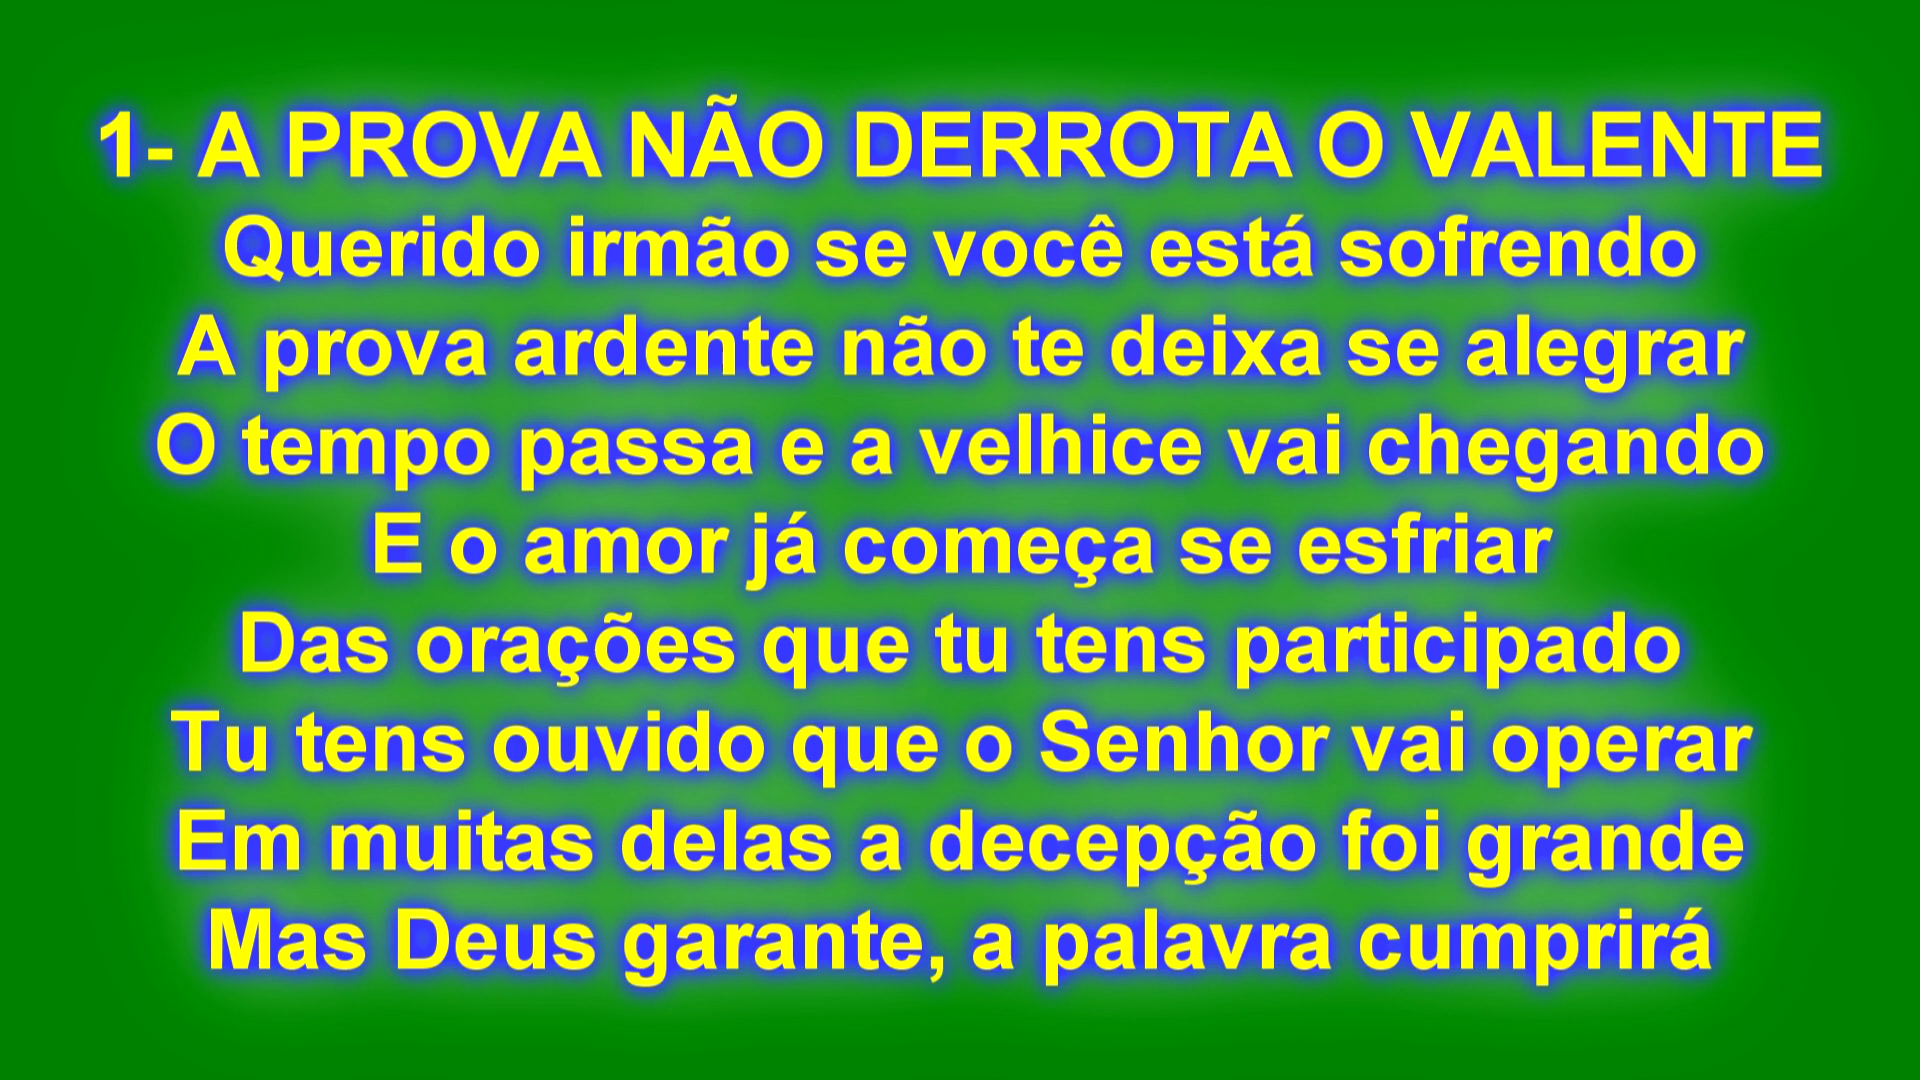 1- A PROVA NÃO DERROTA O VALENTE
Querido irmão se você está sofrendo
A prova ardente não te deixa se alegrar
O tempo passa e a velhice vai chegando
E o amor já começa se esfriar
Das orações que tu tens participado
Tu tens ouvido que o Senhor vai operar
Em muitas delas a decepção foi grande
Mas Deus garante, a palavra cumprirá